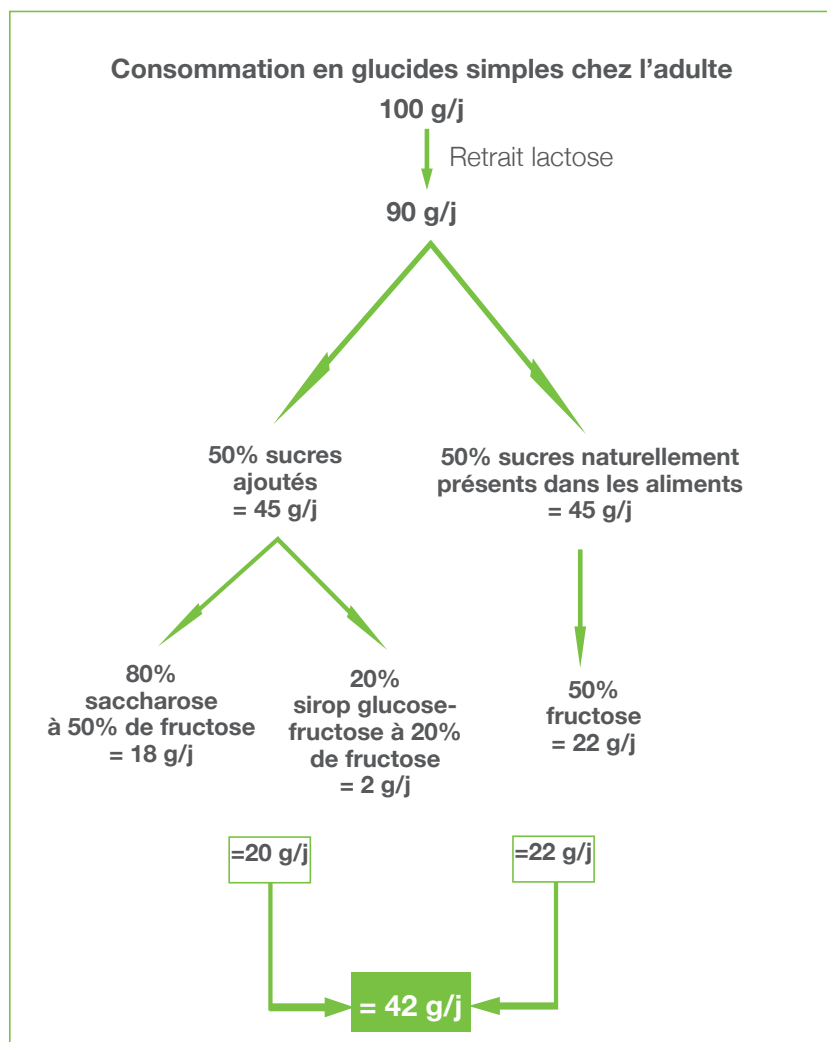 Consommation en glucides simples chez l'adulte
100 g/j
Retrait lactose
90 g/j
50% sucres
ajoutés
= 45 g/j
50% sucres naturellement
présents dans les aliments
= 45 g/j
80%
saccharose
à 50% de fructose
= 18 g/j
20%
sirop glucose-
fructose à 20%
de fructose
= 2 g/j
50%
fructose
= 22 g/j
=20 g/j
=22 g/j
= 42 g/j